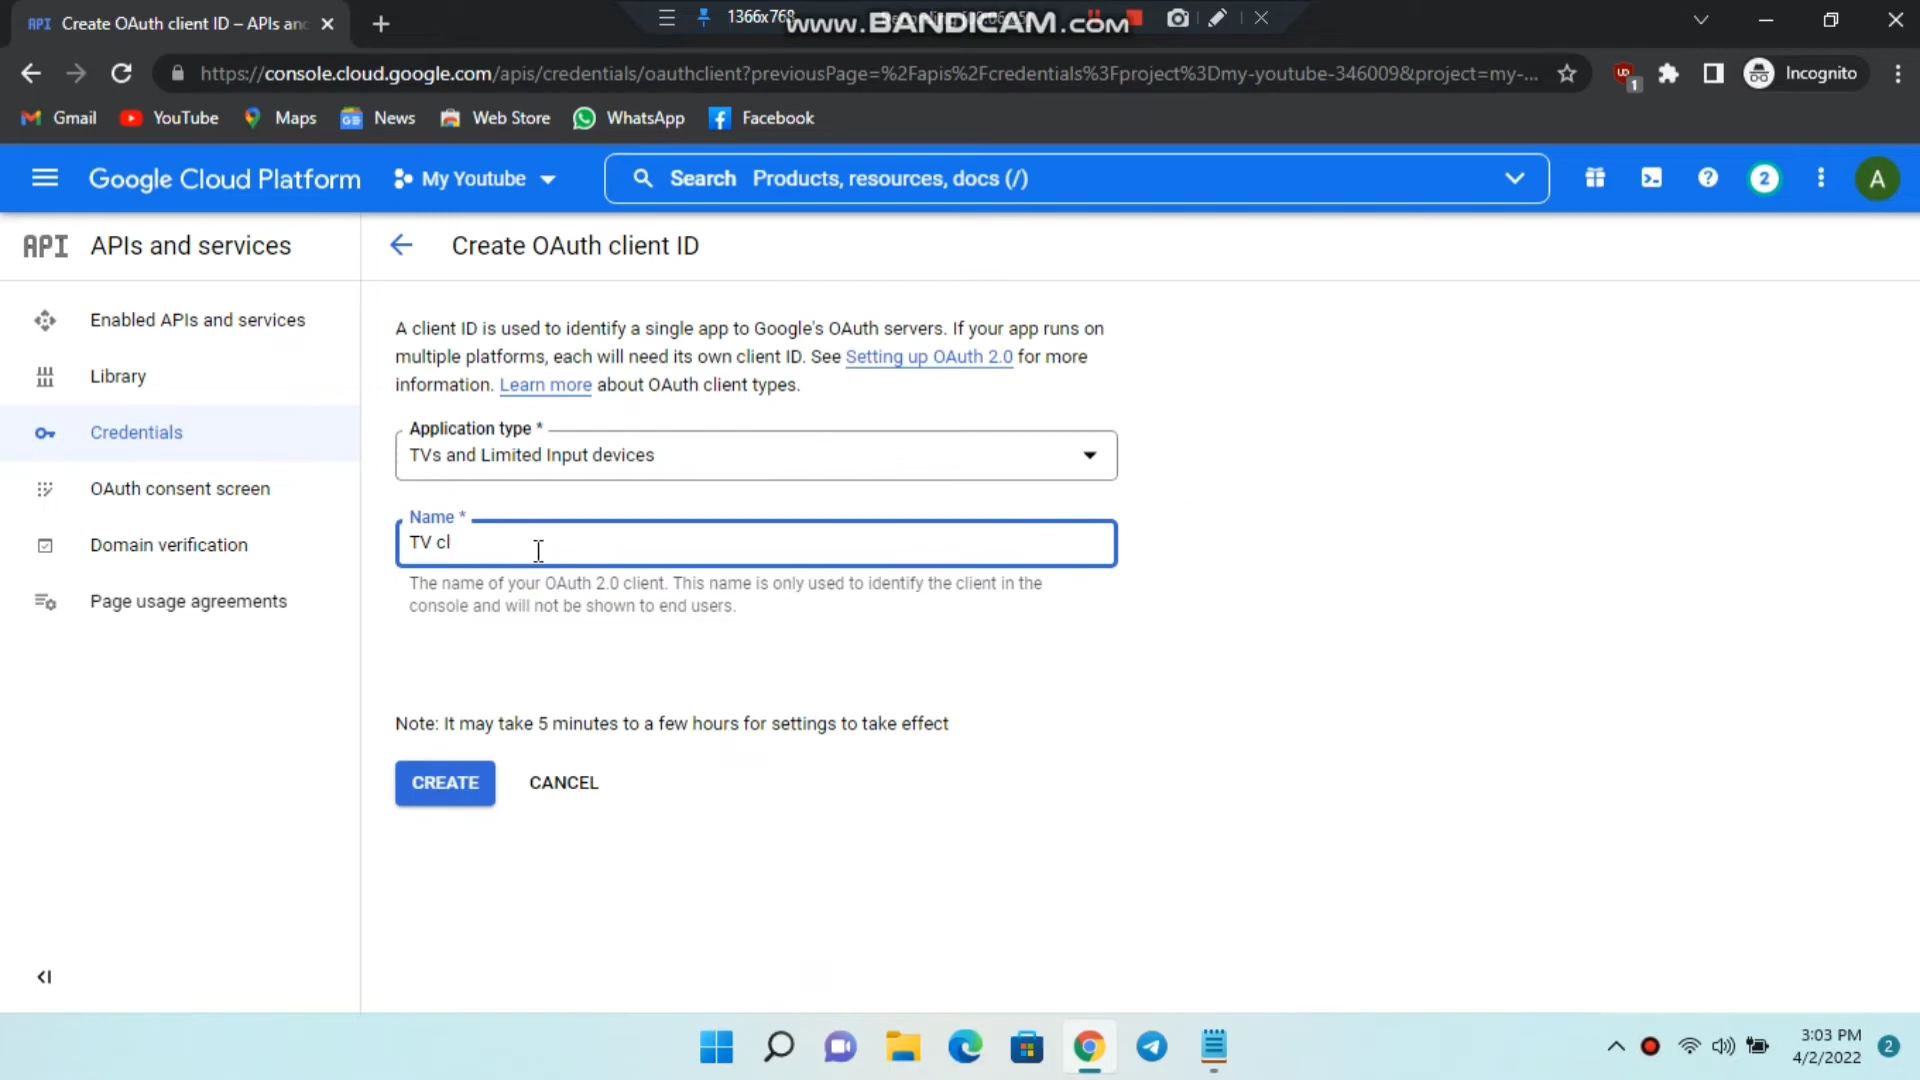 API Create OAuth client ID – APIs an
1366x768
www.BANDICAM.com
https://console.cloud.google.com/apis/credentials/oauthclient?previousPage=%2Fapis%2Fcredentials%3Fproject%3Dmy-youtube-346009&project=my-...
1
Incognito
Gmail
YouTube
Maps
News
Web Store
WhatsApp
Facebook
Google Cloud Platform
My Youtube
Search Products, resources, docs (/)
2
A
API APIs and services
Create OAuth client ID
Enabled APIs and services
Library
Credentials
OAuth consent screen
Domain verification
Page usage agreements
A client ID is used to identify a single app to Google's OAuth servers. If your app runs on
multiple platforms, each will need its own client ID. See Setting up OAuth 2.0 for more
information. Learn more about OAuth client types.
Application type *
TVs and Limited Input devices
Name *
TV cl
The name of your OAuth 2.0 client. This name is only used to identify the client in the
console and will not be shown to end users.
Note: It may take 5 minutes to a few hours for settings to take effect
CREATE
CANCEL
3:03 PM
4/2/2022
2